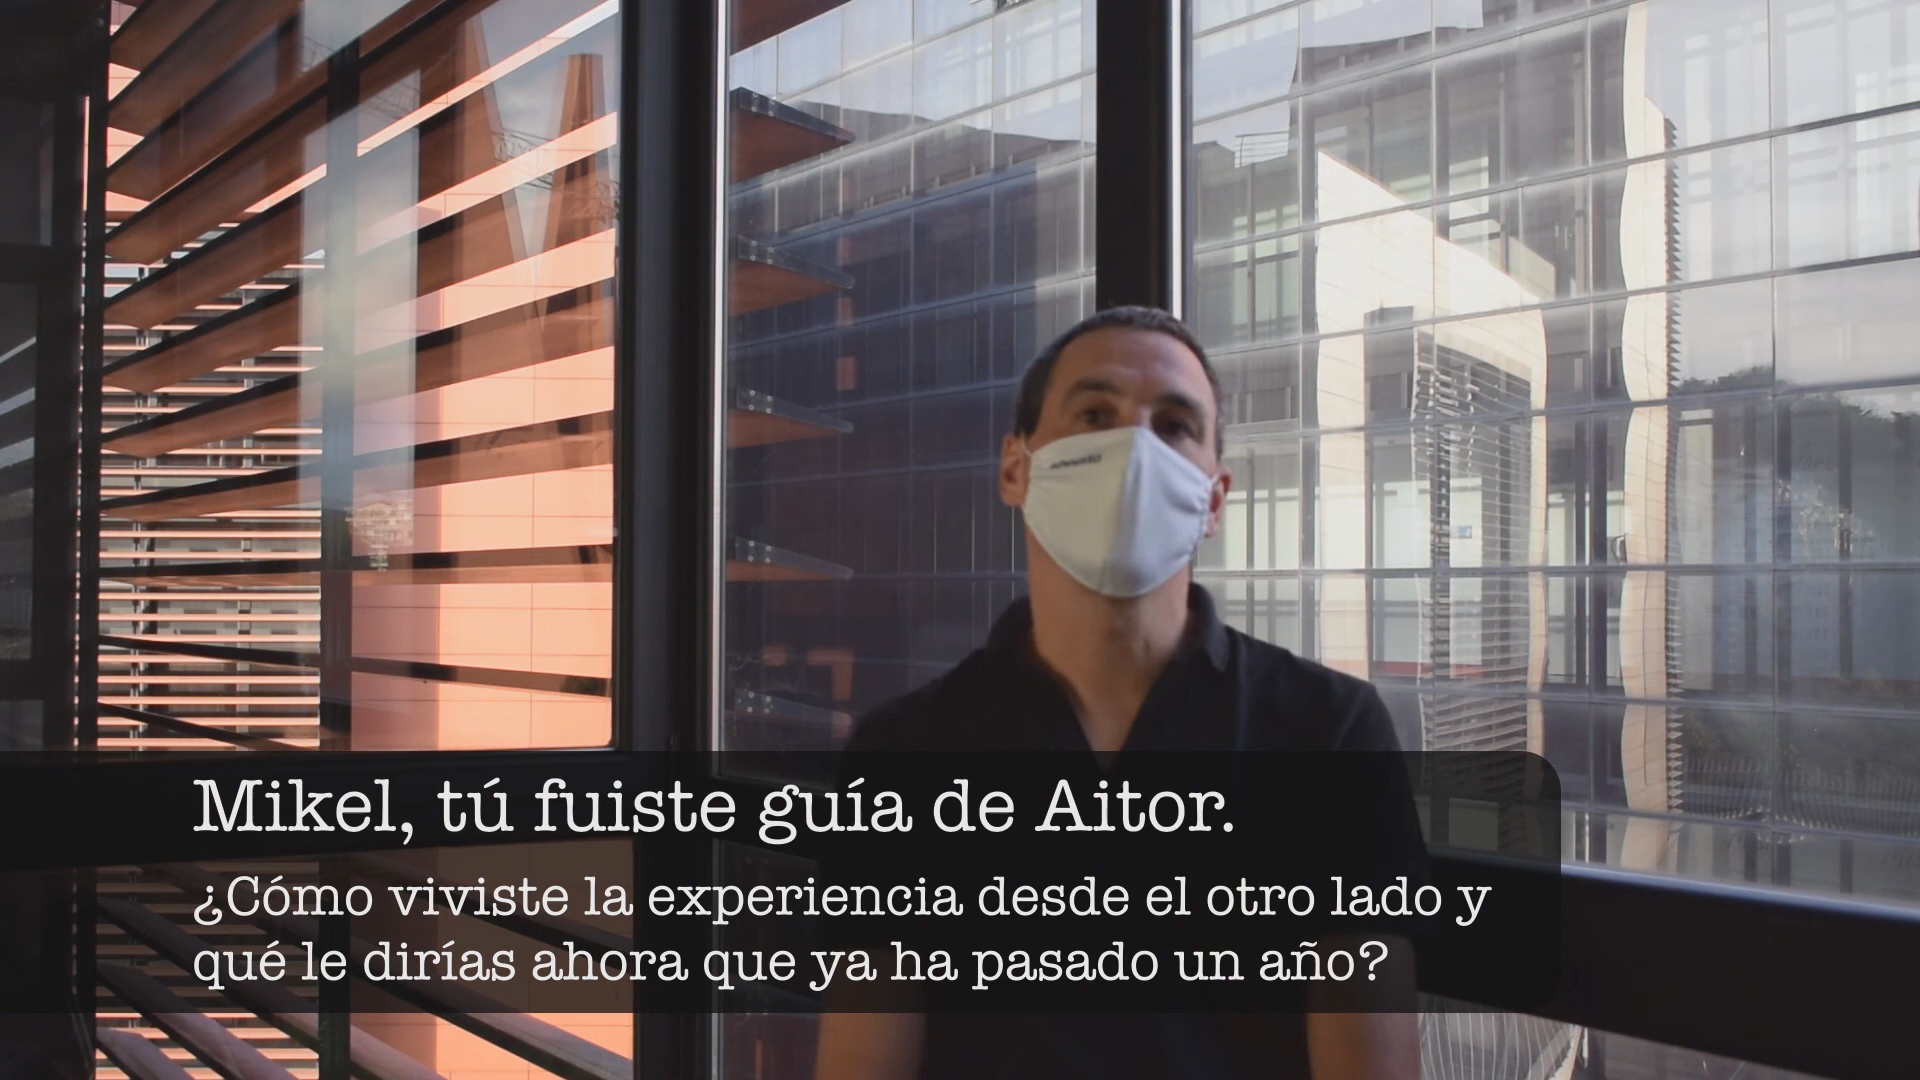 Mikel, tú fuiste guía de Aitor.
¿Cómo viviste la experiencia desde el otro lado y
qué le dirías ahora que ya ha pasado un año?